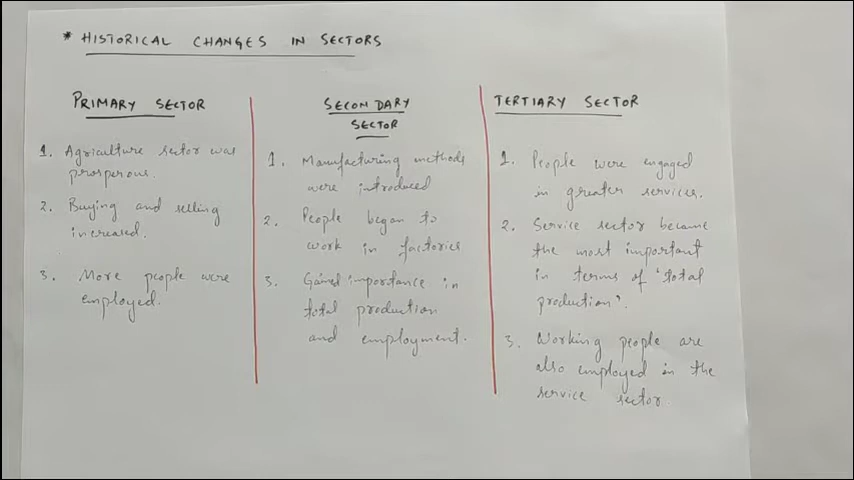 * HISTORICAL CHANGES IN SECTORS
PRIMARY SECTOR
1. Agriculture sector was
prosperous.
2. Buying and selling
increased.
3. More people were
employed.
SECONDARY
SECTOR
1. Manufacturing methods
were introduced
2. People began to
work in factories
3. Gained importance in
total production
and employment.
TERTIARY SECTOR
1. People were engaged
in greater services.
2. Service sector became
the most important
in terms of 'total
production'.
3. Working people are
also employed in the
service sector